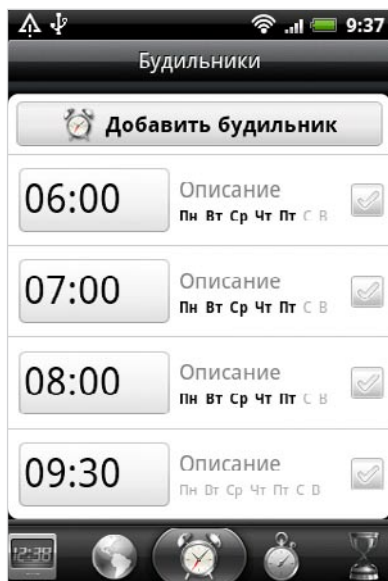 9:37
Будильники
Добавить будильник
06:00
Описание
Пн Вт Ср Чт Пт С В
07:00
Описание
Пн Вт Ср Чт Пт С В
08:00
Описание
Пн Вт Ср Чт Пт С В
09:30
Описание
Пн Вт Ср Чт Пт С В
12:38